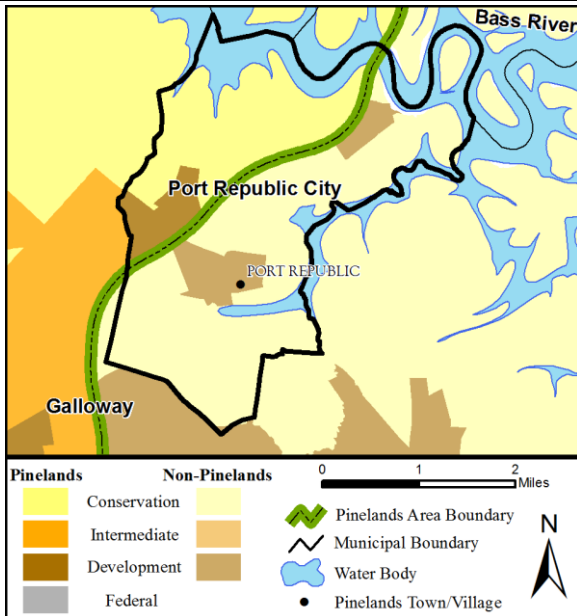 Bass River
Port Republic City
PORT REPUBLIC
Galloway
Pinelands Non-Pinelands
Conservation
Intermediate
Development
Federal
0 1 2
Miles
Pinelands Area Boundary
Municipal Boundary
Water Body
Pinelands Town/Village
N